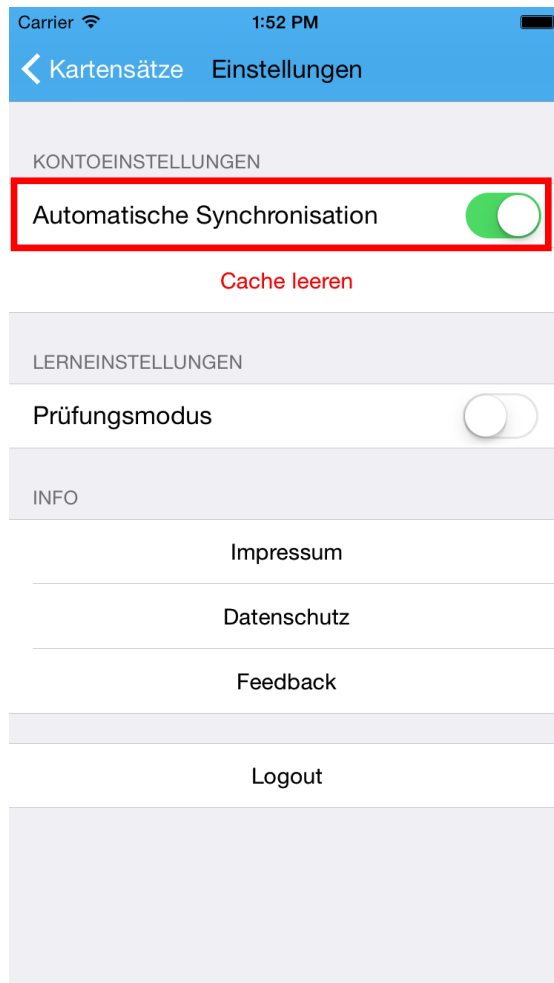 Carrier 1:52 PM
Kartensätze Einstellungen
KONTOEINSTELLUNGEN
Automatische Synchronisation
Cache leeren
LERNEINSTELLUNGEN
Prüfungsmodus
INFO
Impressum
Datenschutz
Feedback
Logout